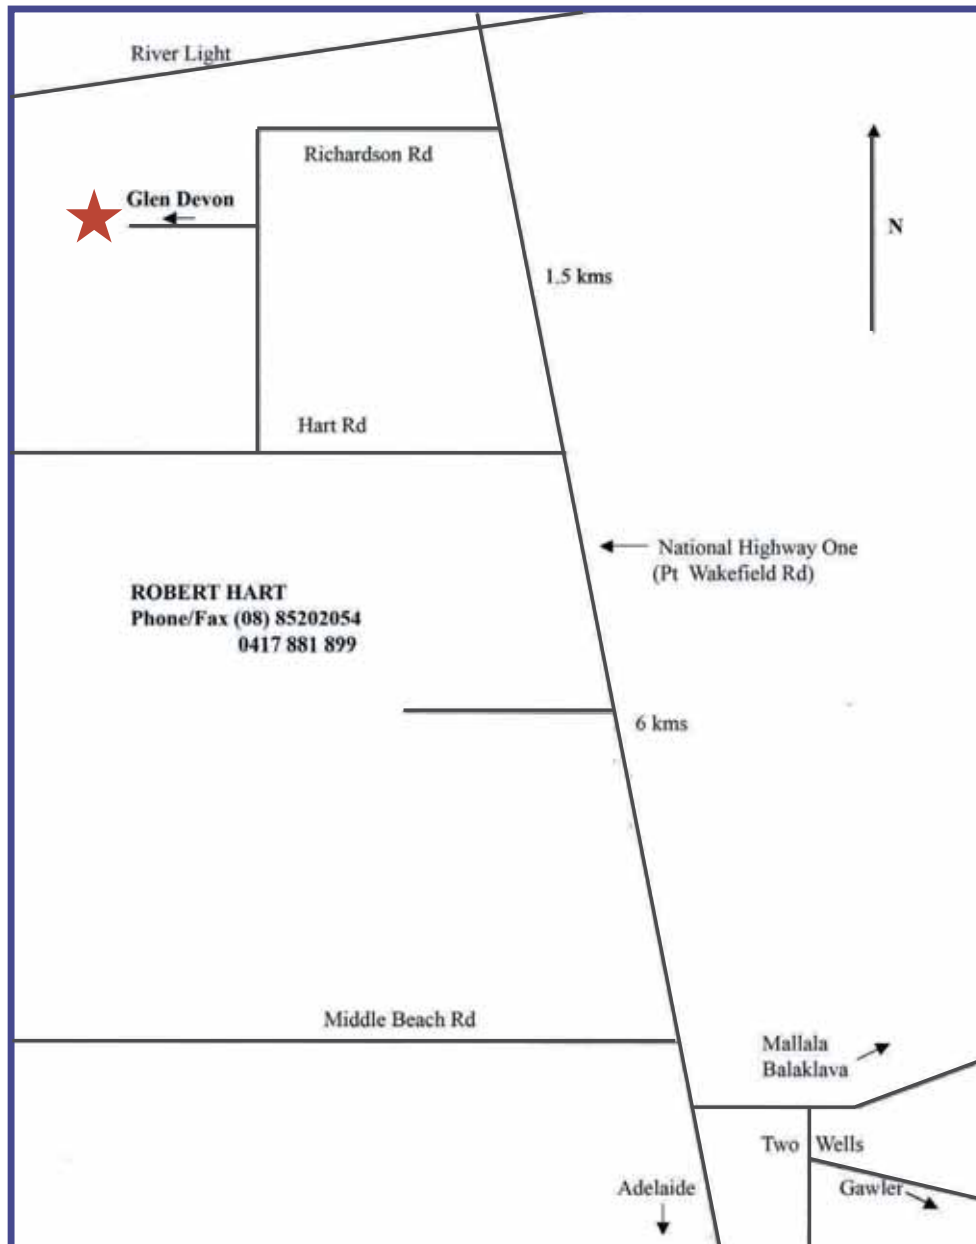 River Light
Richardson Rd
Glen Devon
N
1.5 kms
Hart Rd
National Highway One
(Pt Wakefield Rd)
ROBERT HART
Phone/Fax (08) 85202054
0417 881 899
6 kms
Middle Beach Rd
Mallala
Balaklava
Two Wells
Adelaide
Gawler